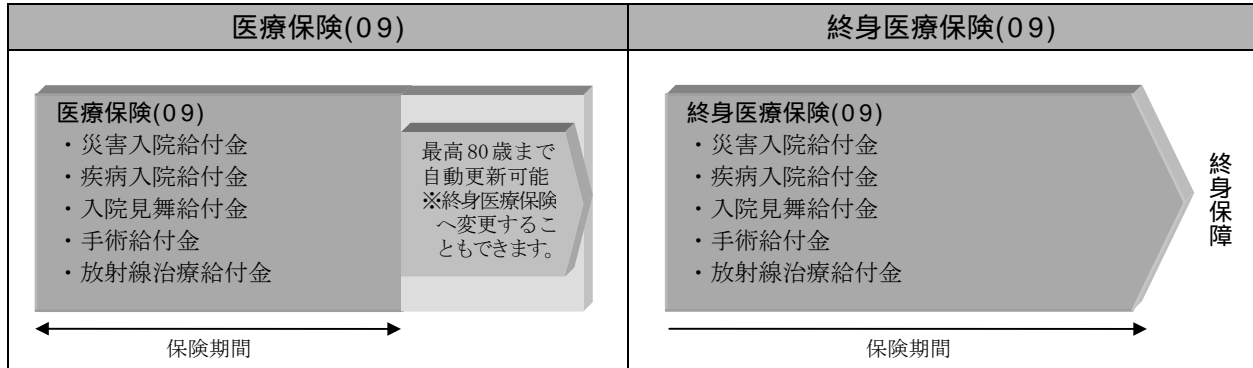 医療保険(09)
医療保険(09)
・災害入院給付金
・疾病入院給付金
・入院見舞給付金
・手術給付金
・放射線治療給付金
最高80歳まで
自動更新可能
※終身医療保険
へ変更するこ
ともできます。
保険期間
終身医療保険(09)
終身医療保険(09)
・災害入院給付金
・疾病入院給付金
・入院見舞給付金
・手術給付金
・放射線治療給付金
終身保障
保険期間